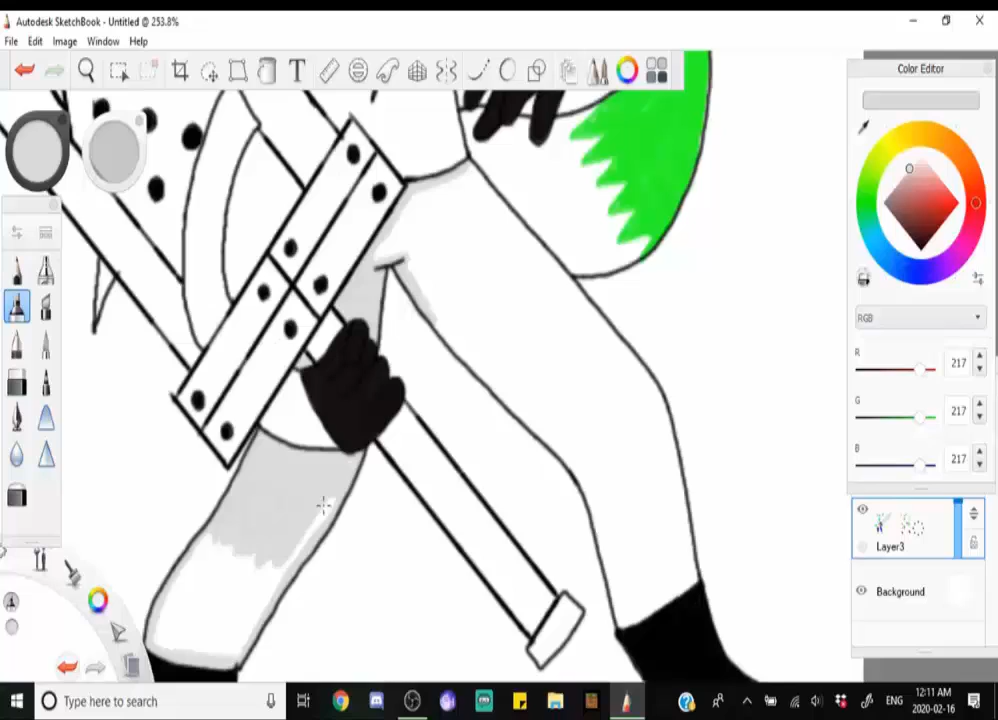 Autodesk SketchBook - Untitled @ 253.8%
File Edit Image Window Help
T
Color Editor
RGB
R 217
G 217
B 217
Layer3
Background
Type here to search
ENG
12:11 AM
2020-02-16